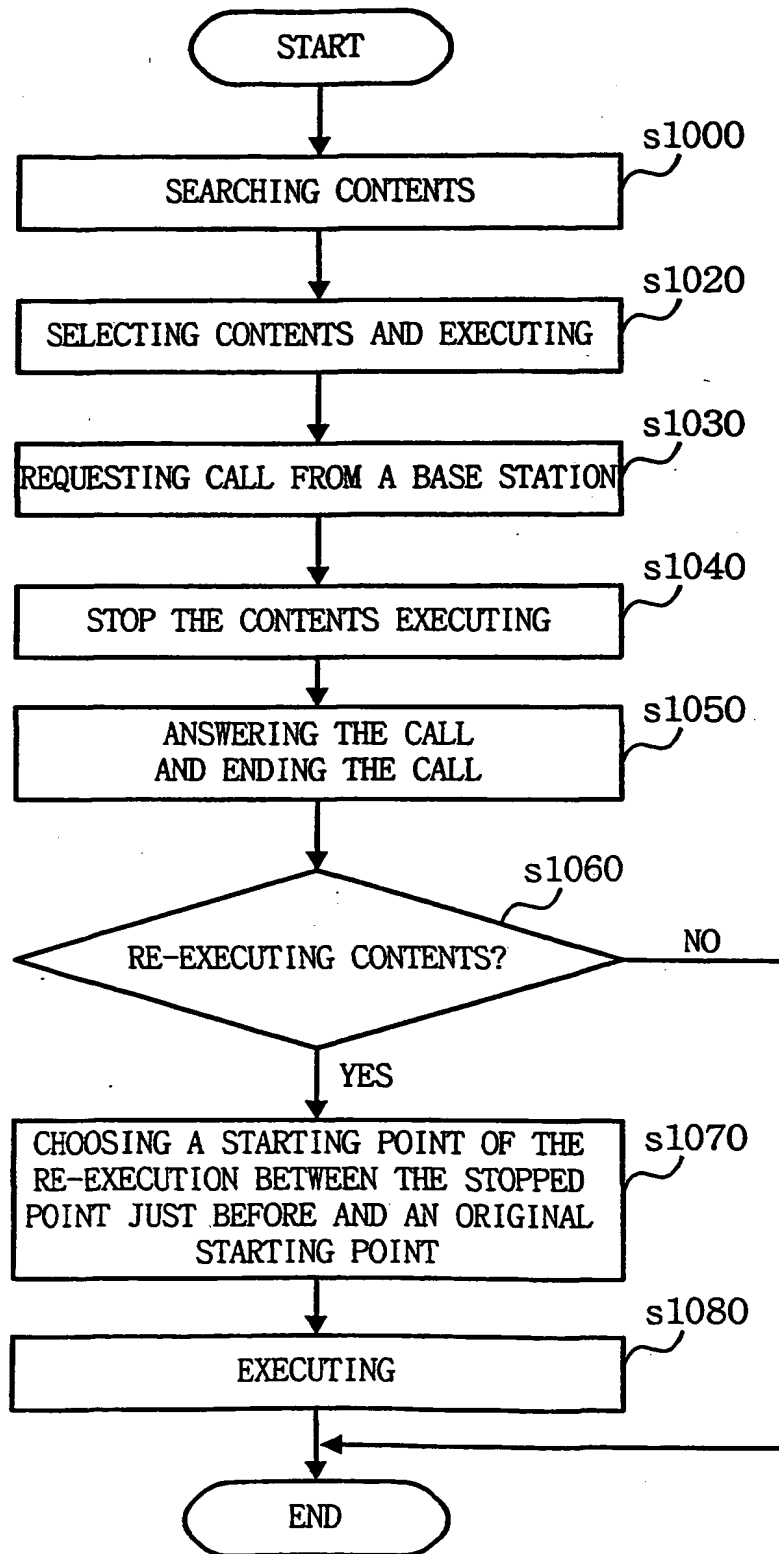 START
s1000
SEARCHING CONTENTS
s1020
SELECTING CONTENTS AND EXECUTING
s1030
REQUESTING CALL FROM A BASE STATION
s1040
STOP THE CONTENTS EXECUTING
s1050
ANSWERING THE CALL
AND ENDING THE CALL
s1060
RE-EXECUTING CONTENTS?
NO
YES
s1070
CHOOSING A STARTING POINT OF THE
RE-EXECUTION BETWEEN THE STOPPED
POINT JUST BEFORE AND AN ORIGINAL
STARTING POINT
s1080
EXECUTING
END